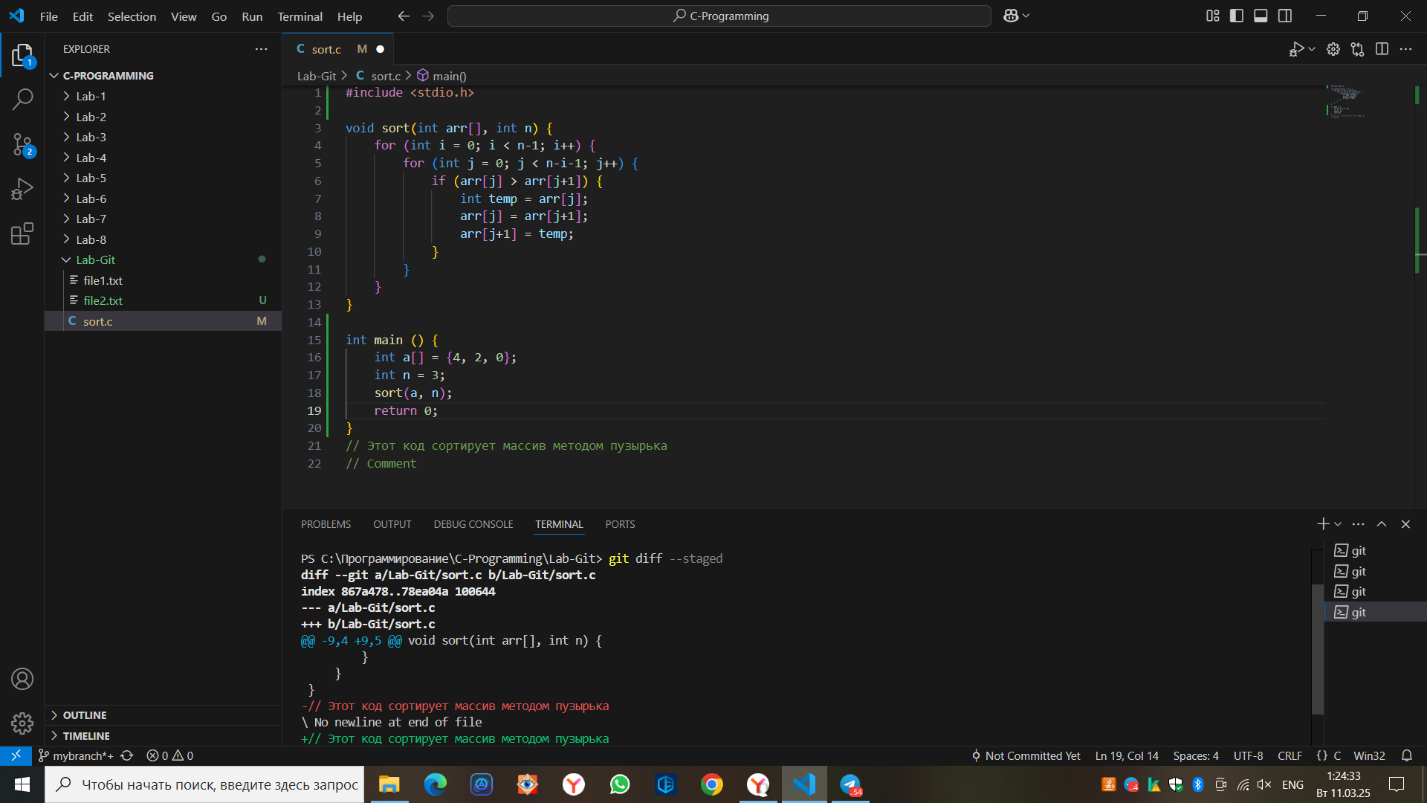 File Edit Selection View Go Run Terminal Help
C-Programming
EXPLORER
1
C-PROGRAMMING
Lab-1
Lab-2
2
Lab-3
Lab-4
Lab-5
Lab-6
Lab-7
Lab-8
Lab-Git
file1.txt
file2.txt U
C sort.c M
OUTLINE
TIMELINE
C sort.c M
Lab-Git > C sort.c > main()
1 #include <stdio.h>
2
3 void sort(int arr[], int n) {
4 for (int i = 0; i < n-1; i++) {
5 for (int j = 0; j < n-i-1; j++) {
6 if (arr[j] > arr[j+1]) {
7 int temp = arr[j];
8 arr[j] = arr[j+1];
9 arr[j+1] = temp;
10 }
11 }
12 }
13 }
14
15 int main () {
16 int a[] = {4, 2, 0};
17 int n = 3;
18 sort(a, n);
19 return 0;
20 }
21 // Этот код сортирует массив методом пузырька
22 // Comment
PROBLEMS OUTPUT DEBUG CONSOLE TERMINAL PORTS
PS C:\Программирование\C-Programming\Lab-Git> git diff --staged
diff --git a/Lab-Git/sort.c b/Lab-Git/sort.c
index 867a478..78ea04a 100644
--- a/Lab-Git/sort.c
+++ b/Lab-Git/sort.c
@@ -9,4 +9,5 @@ void sort(int arr[], int n) {
}
}
}
-// Этот код сортирует массив методом пузырька
\ No newline at end of file
+// Этот код сортирует массив методом пузырька
git
git
git
git
mybranch*+ 0 0 Not Committed Yet Ln 19, Col 14 Spaces: 4 UTF-8 CRLF {} C Win32
Чтобы начать поиск, введите здесь запрос
54
4
ENG
1:24:33
Вт 11.03.25